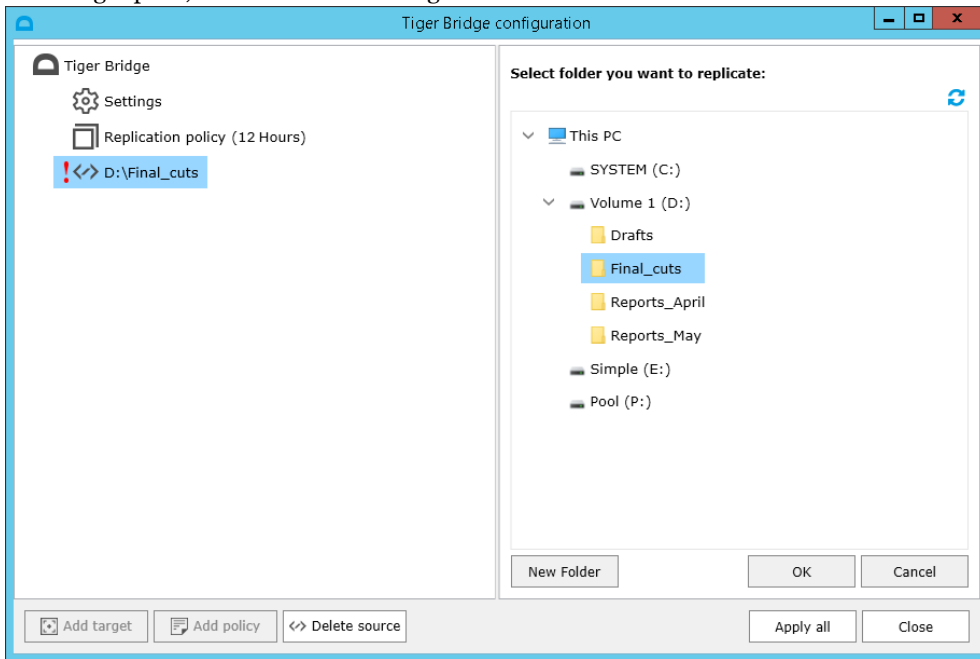 Tiger Bridge configuration
Tiger Bridge
Settings
Replication policy (12 Hours)
D:\Final_cuts
Select folder you want to replicate:
This PC
SYSTEM (C:)
Volume 1 (D:)
Drafts
Final_cuts
Reports_April
Reports_May
Simple (E:)
Pool (P:)
New Folder
OK
Cancel
Add target
Add policy
Delete source
Apply all
Close